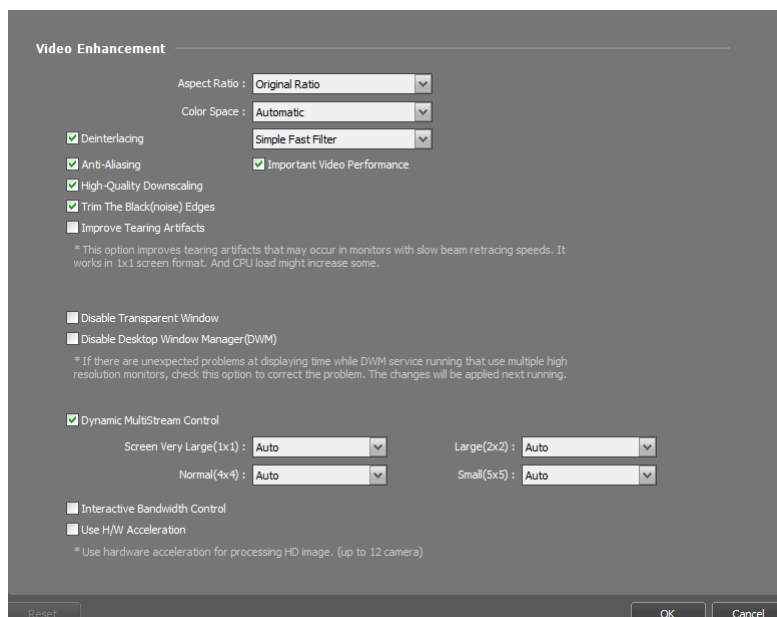 Video Enhancement
Aspect Ratio : Original Ratio
Color Space : Automatic
Deinterlacing Simple Fast Filter
Anti-Aliasing Important Video Performance
High-Quality Downscaling
Trim The Black(noise) Edges
Improve Tearing Artifacts
* This option improves tearing artifacts that may occur in monitors with slow beam retracing speeds. It
works in 1x1 screen format. And CPU load might increase some.
Disable Transparent Window
Disable Desktop Window Manager(DWM)
* If there are unexpected problems at displaying time while DWM service running that use multiple high
resolution monitors, check this option to correct the problem. The changes will be applied next running.
Dynamic MultiStream Control
Screen Very Large(1x1) : Auto Large(2x2) : Auto
Normal(4x4) : Auto Small(5x5) : Auto
Interactive Bandwidth Control
Use H/W Acceleration
* Use hardware acceleration for processing HD image. (up to 12 camera)
Reset OK Cancel